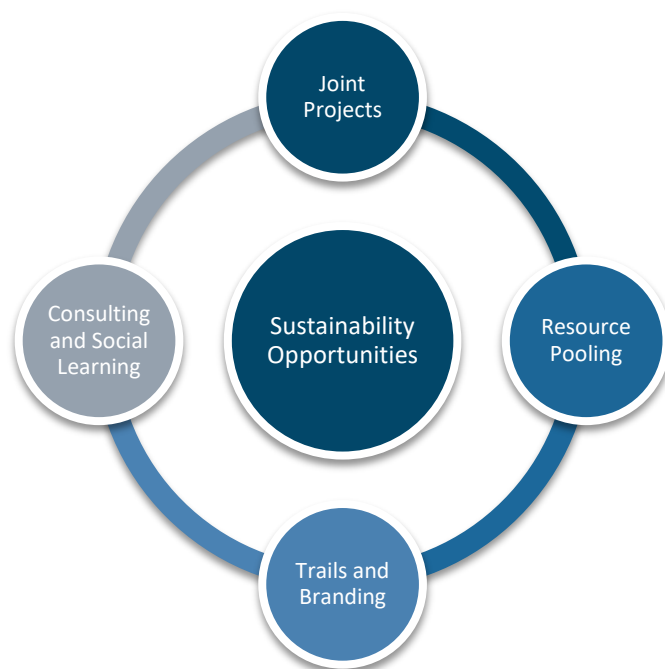 Joint
Projects
Consulting
and Social
Learning
Sustainability
Opportunities
Resource
Pooling
Trails and
Branding